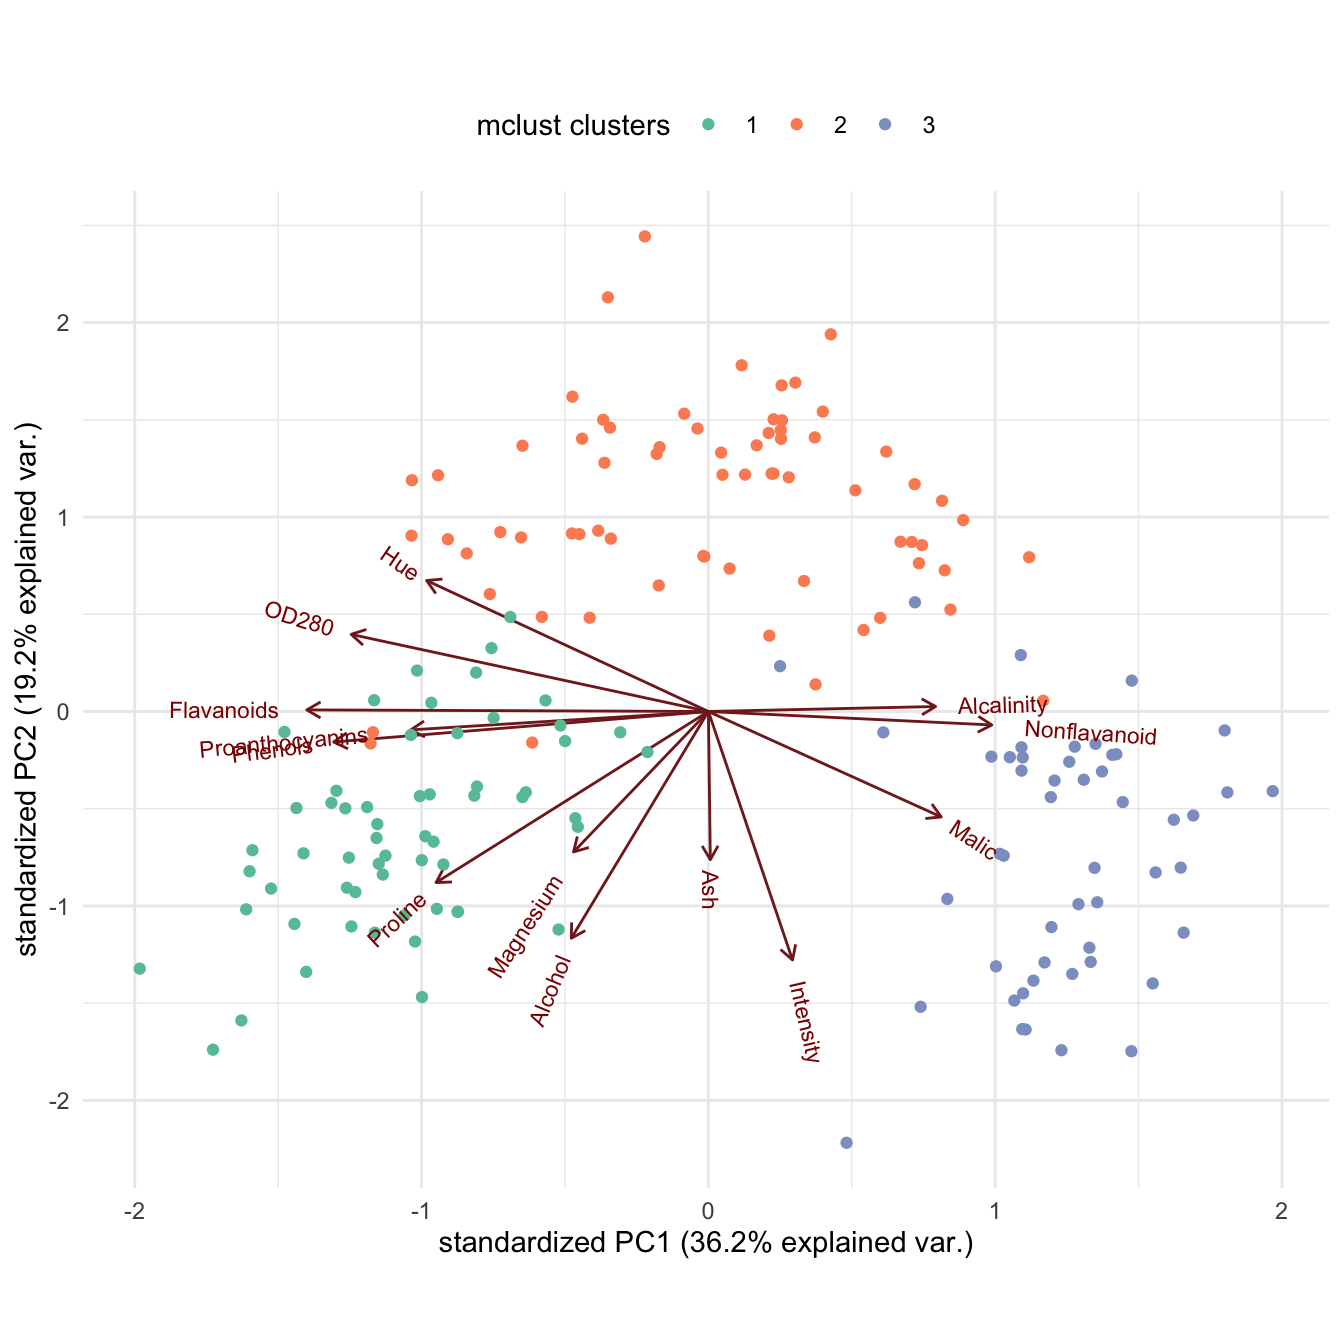 mclust clusters 1 2 3
standardized PC2 (19.2% explained var.)
2
1
0
-1
-2
Hue
OD280
Flavanoids
Proanthocyanins
Phenols
Alcalinity
Nonflavanoid
Malic
Ash
Proline
Magnesium
Alcohol
Intensity
-2 -1 0 1 2
standardized PC1 (36.2% explained var.)